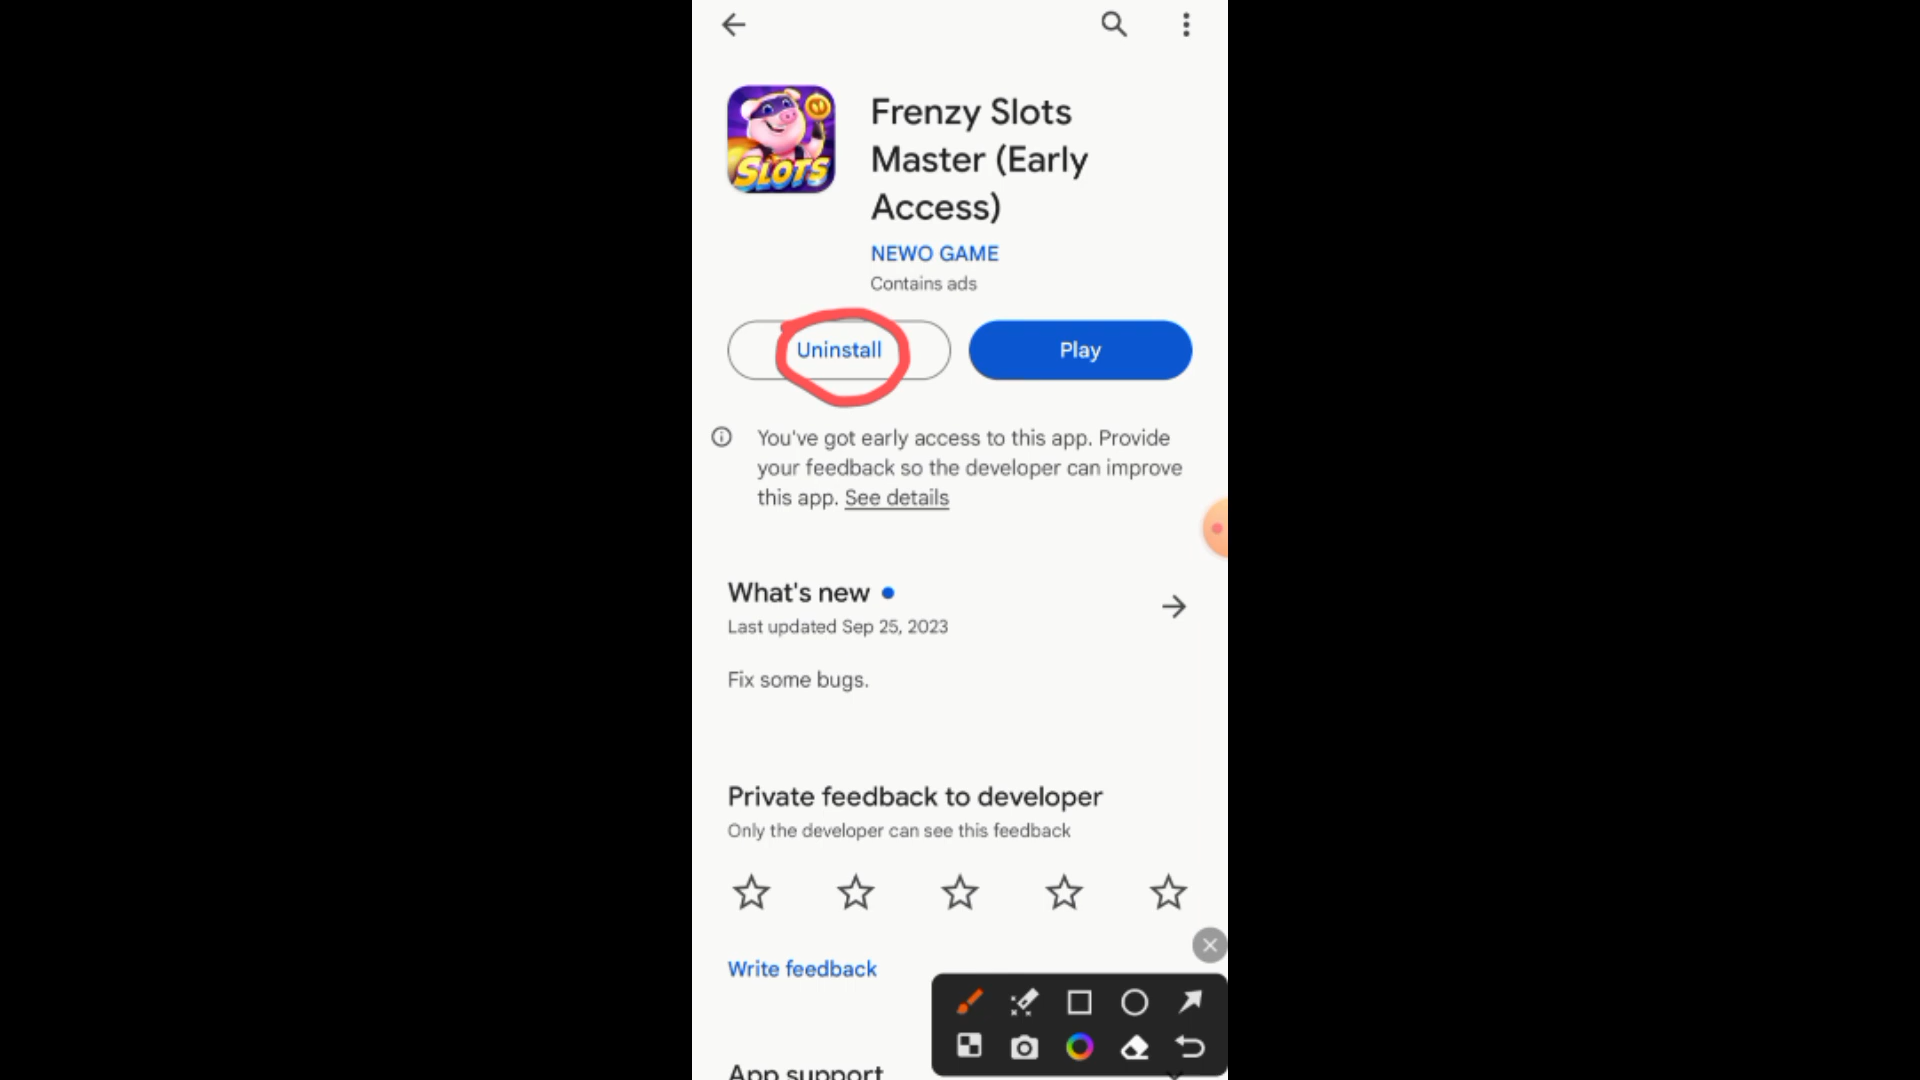 Frenzy Slots
Master (Early
Access)
SLOTS
NEWO GAME
Contains ads
Uninstall
Play
You've got early access to this app. Provide
your feedback so the developer can improve
this app. See details
What's new
Last updated Sep 25, 2023
Fix some bugs.
Private feedback to developer
Only the developer can see this feedback
Write feedback
App support